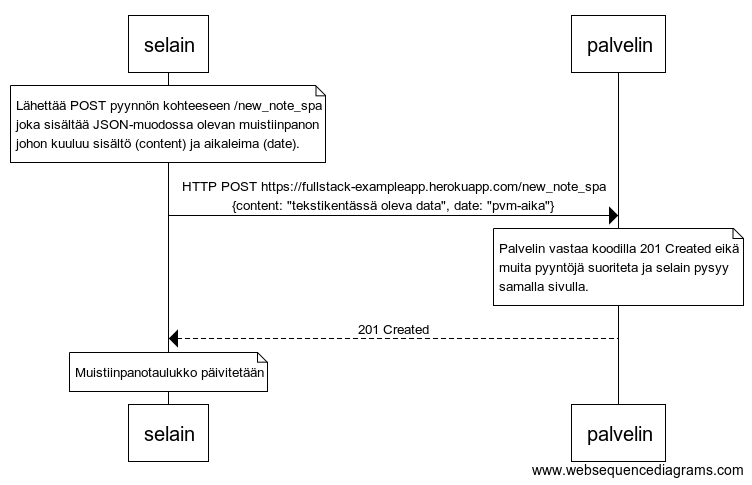 selain
palvelin
Lähettää POST pyynnön kohteeseen /new_note_spa
joka sisältää JSON-muodossa olevan muistiinpanon
johon kuuluu sisältö (content) ja aikaleima (date).
HTTP POST https://fullstack-exampleapp.herokuapp.com/new_note_spa
{content: "tekstikentässä oleva data", date: "pvm-aika"}
Palvelin vastaa koodilla 201 Created eikä
muita pyyntöjä suoriteta ja selain pysyy
samalla sivulla.
201 Created
Muistiinpanotaulukko päivitetään
selain
palvelin
www.websequencediagrams.com